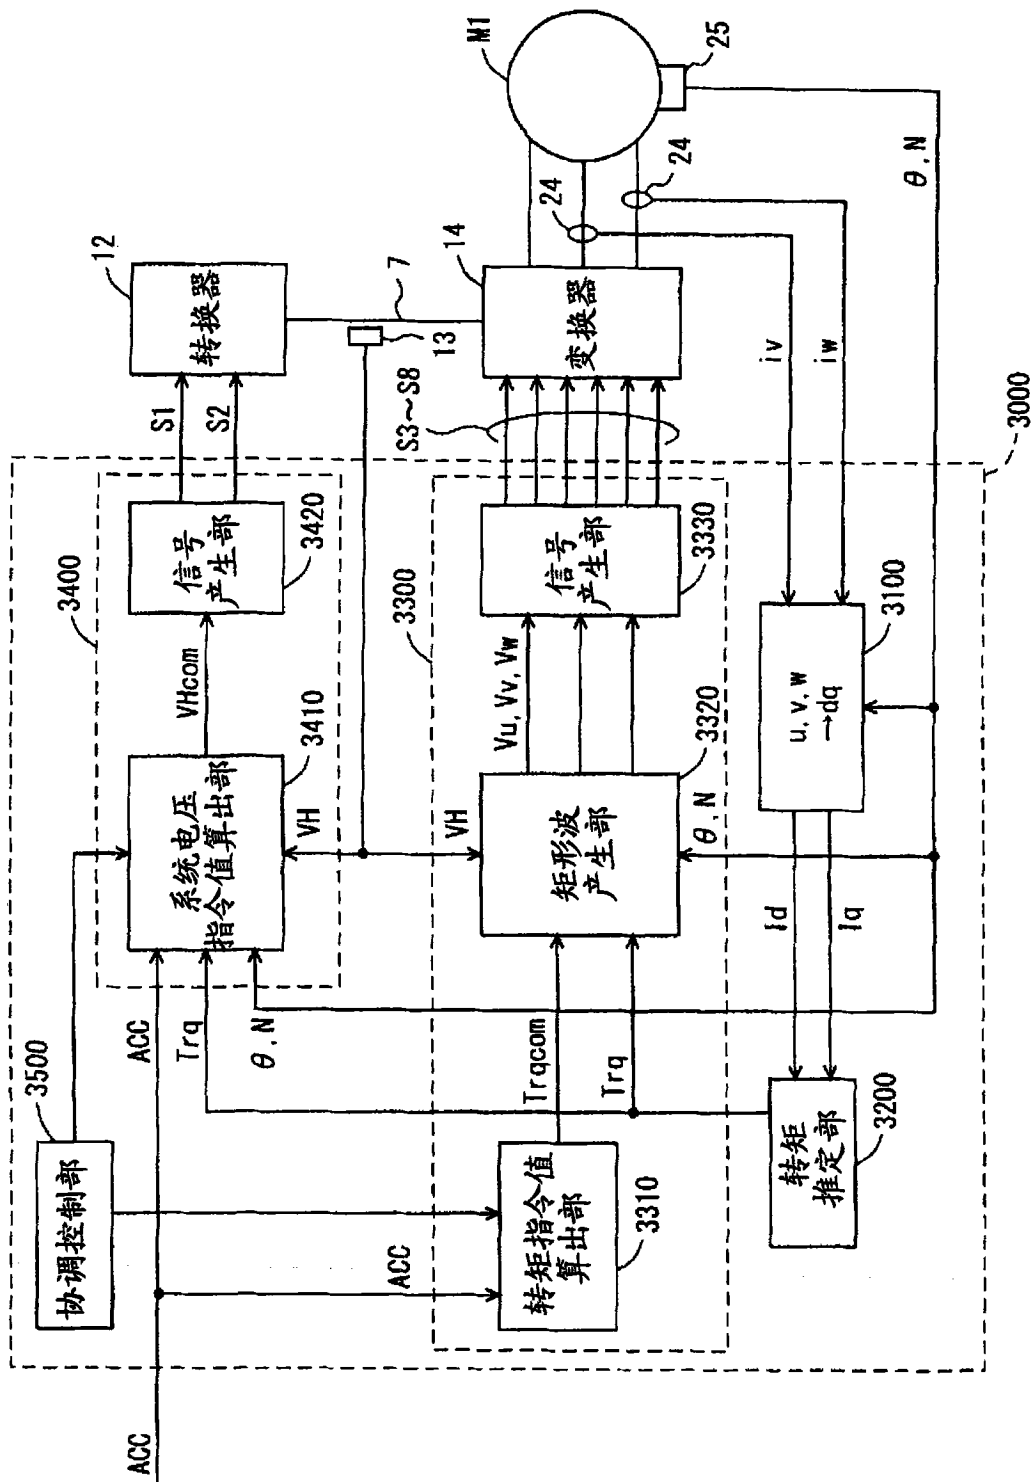 ACC
3500
协调控制部
ACC
Trq
θ,N
3400
系统电压
指令值算出部
3410
VHcom
信号
产生部
3420
S1
S2
转换器
12
VH
13
7
ACC
转矩指令值
算出部
3310
3300
Trqcom
Trq
VH
θ,N
矩形波
产生部
3320
Vu,Vv,Vw
信号
产生部
3330
S3～S8
变换器
14
24
24
M1
25
θ,N
转矩
推定部
3200
Id
Iq
u,v,w
→dq
3100
iv
iw
3000